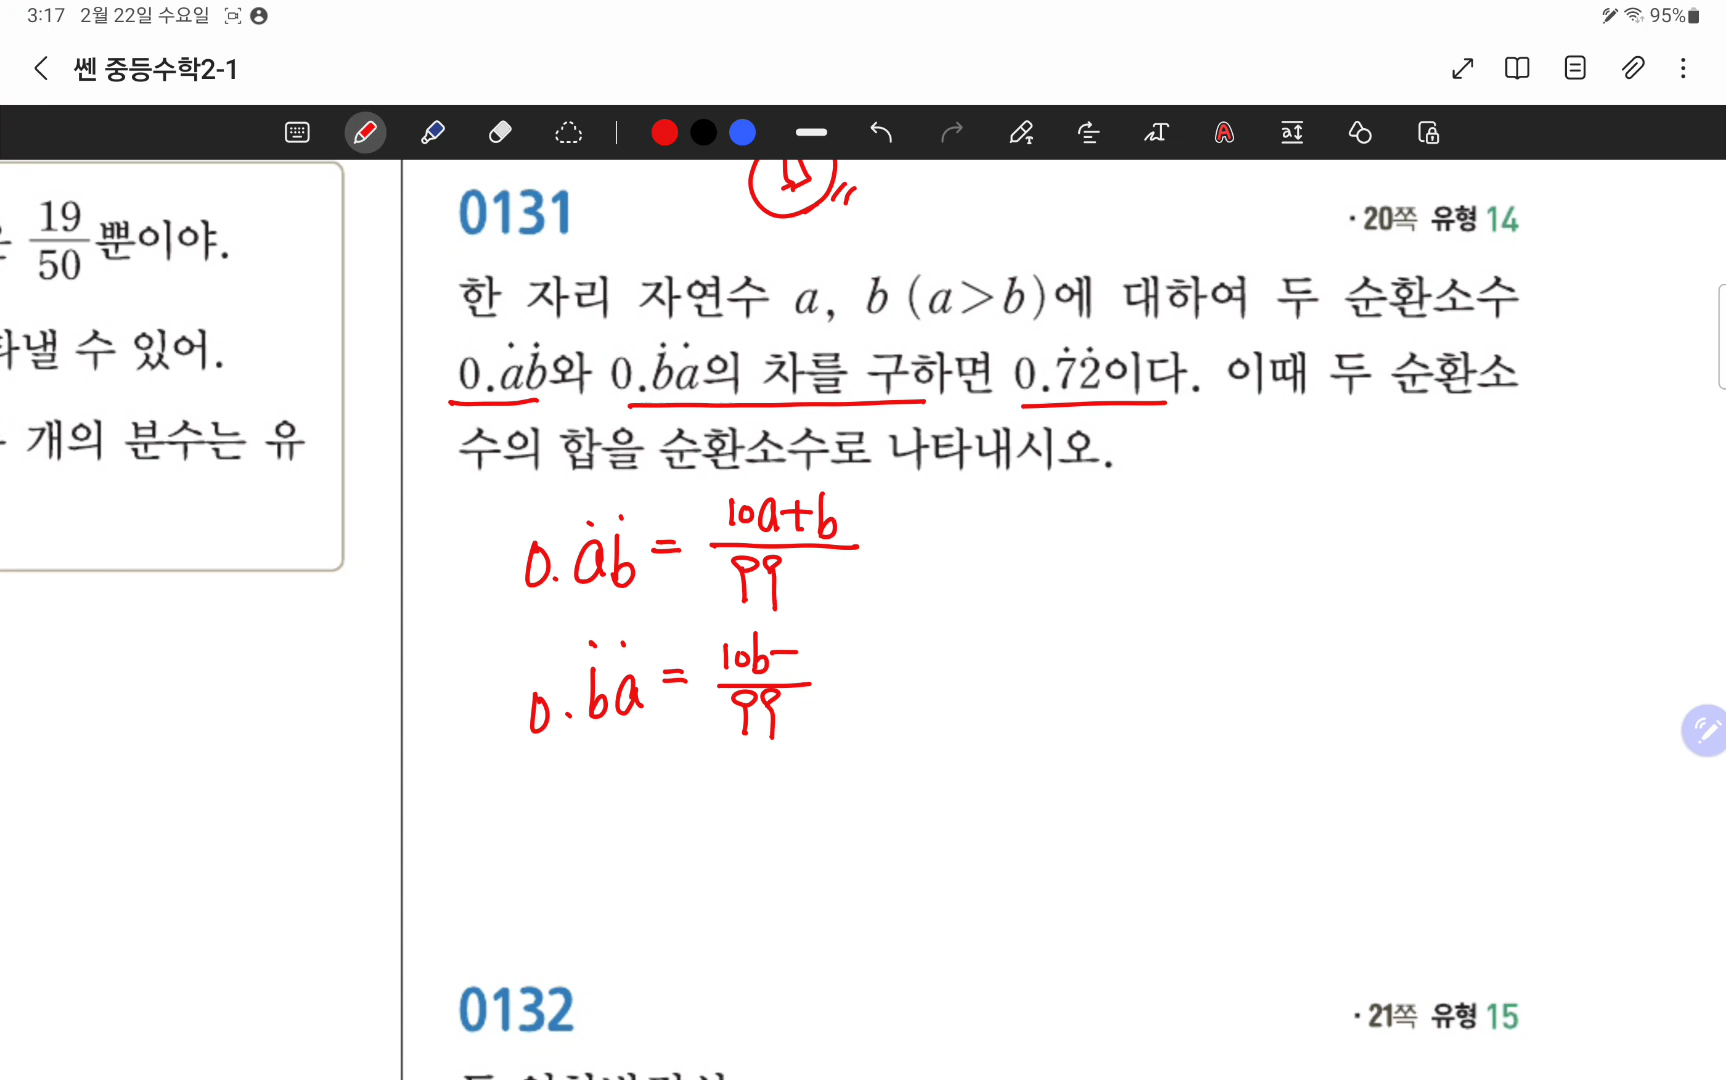 3:17 2월 22일 수요일
95%
쎈 중등수학2-1
19/50 뿐이야.
낼 수 있어.
개의 분수는 유
0131
· 20쪽 유형 14
한 자리 자연수 a, b (a>b)에 대하여 두 순환소수
0.ȧḃ와 0.ḃȧ의 차를 구하면 0.7̇2̇이다. 이때 두 순환소
수의 합을 순환소수로 나타내시오.
0.ȧḃ = (10a+b)/99
0.ḃȧ = (10b−)/99
0132
· 21쪽 유형 15